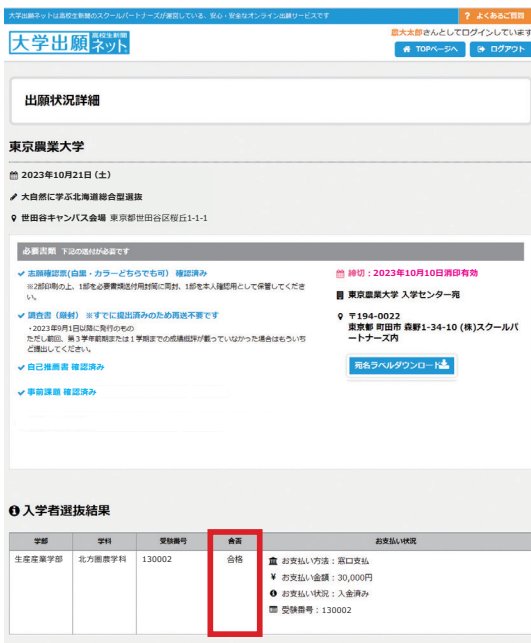 大学出願ネットは高校生新聞のスクールパートナーズが運営している、安心・安全なオンライン出願サービスです
? よくあるご質問
大学出願ネット
高校生新聞
農大太郎さんとしてログインしています
TOPページへ
ログアウト
出願状況詳細
東京農業大学
2023年10月21日(土)
大自然に学ぶ北海道総合型選抜
世田谷キャンパス会場 東京都世田谷区桜丘1-1-1
必要書類 下記の送付が必要です
志願確認票(白黒・カラーどちらでも可) 確認済み
※2部印刷の上、1部を必要書類送付用封筒に同封、1部を本人確認用として保管してくださ
い。
調査書(厳封) ※すでに提出済みのため再送不要です
・2023年9月1日以降に発行のもの
ただし前回、第3学年前期または1学期までの成績概評が載っていなかった場合はもういち
ど提出してください。
自己推薦書 確認済み
事前課題 確認済み
締切:2023年10月10日消印有効
東京農業大学 入学センター宛
〒194-0022
東京都 町田市 森野1-34-10 (株)スクールパ
ートナーズ内
宛名ラベルダウンロード
入学者選抜結果
学部 学科 受験番号 合否 お支払い状況
生産産業学部 北方圏農学科 130002 合格 お支払い方法:窓口支払
¥ お支払い金額:30,000円
お支払い状況:入金済み
受験番号:130002